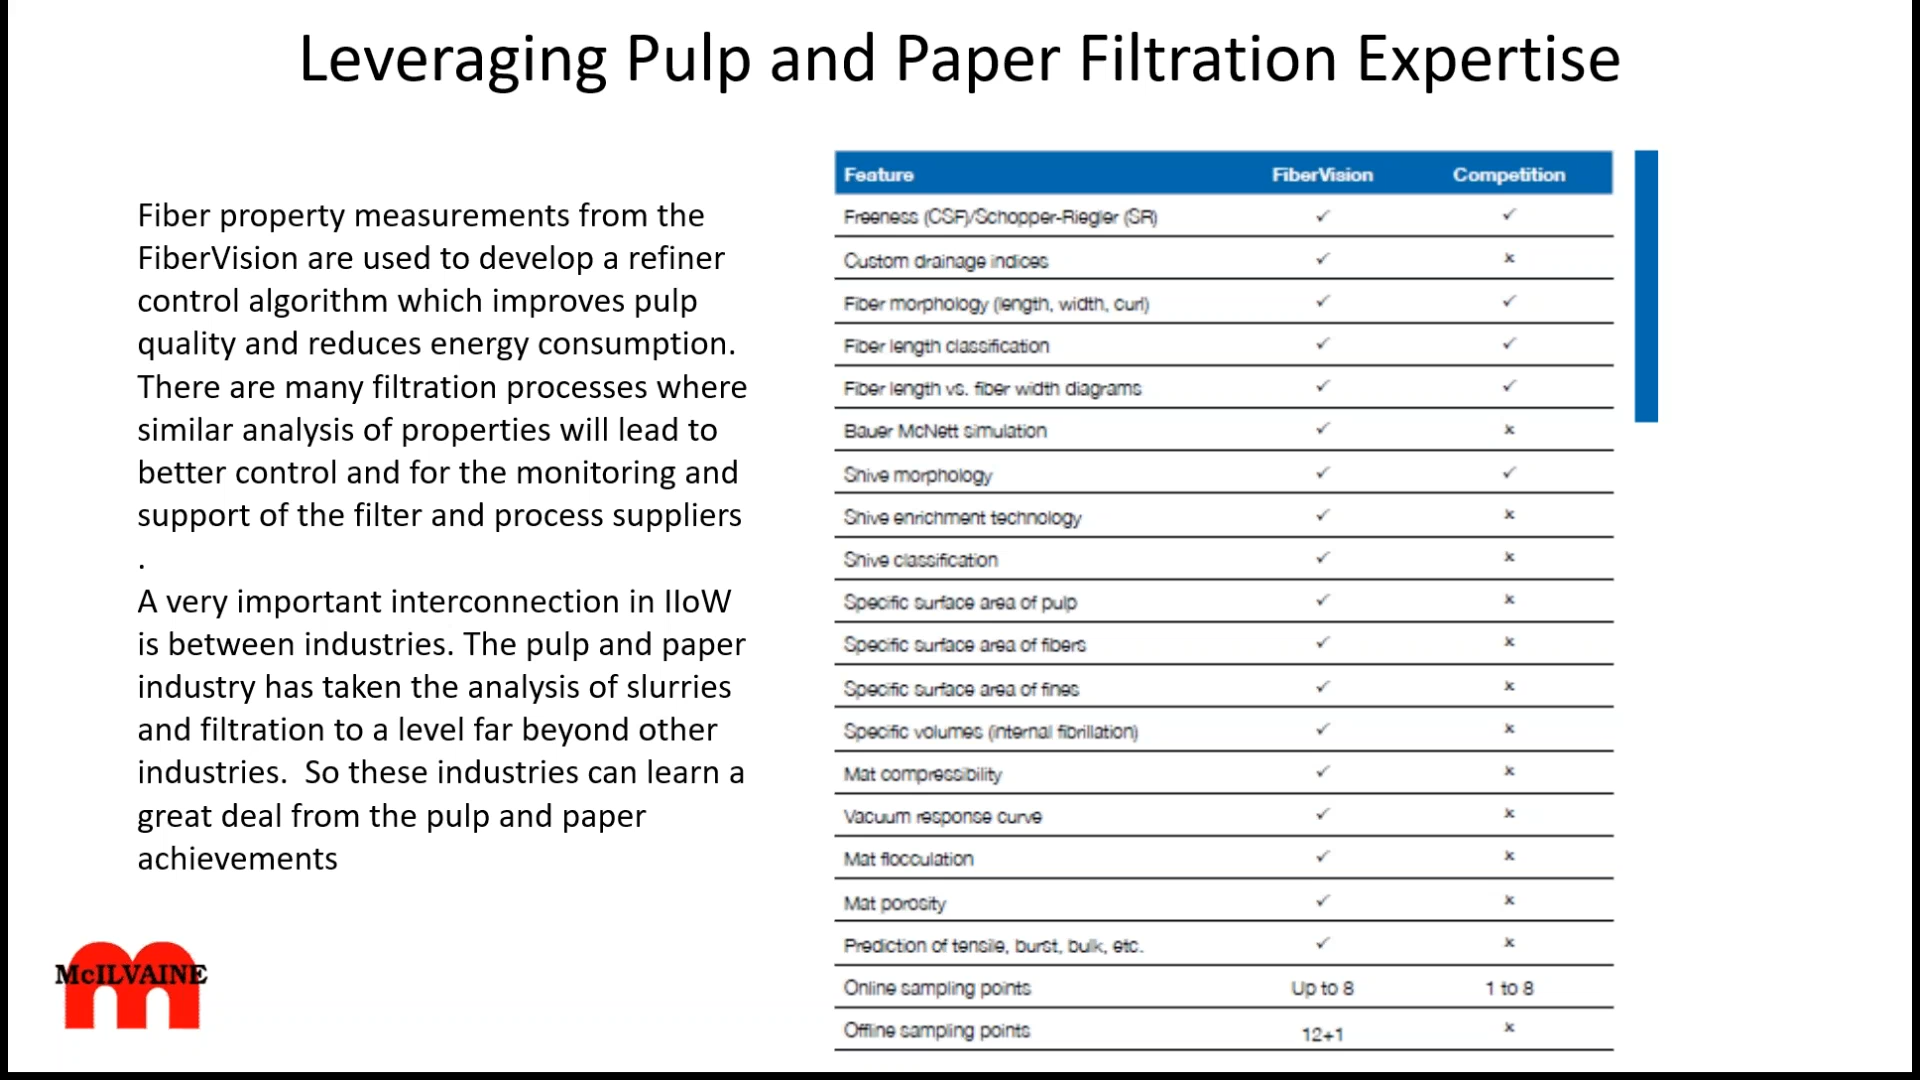 Leveraging Pulp and Paper Filtration Expertise
Fiber property measurements from the
FiberVision are used to develop a refiner
control algorithm which improves pulp
quality and reduces energy consumption.
There are many filtration processes where
similar analysis of properties will lead to
better control and for the monitoring and
support of the filter and process suppliers
.
A very important interconnection in IIoW
is between industries. The pulp and paper
industry has taken the analysis of slurries
and filtration to a level far beyond other
industries.  So these industries can learn a
great deal from the pulp and paper
achievements
McILVAINE
Feature FiberVision Competition
Freeness (CSF)/Schopper-Riegler (SR) ✓ ✓
Custom drainage indices ✓ ×
Fiber morphology (length, width, curl) ✓ ✓
Fiber length classification ✓ ✓
Fiber length vs. fiber width diagrams ✓ ✓
Bauer McNett simulation ✓ ×
Shive morphology ✓ ✓
Shive enrichment technology ✓ ×
Shive classification ✓ ×
Specific surface area of pulp ✓ ×
Specific surface area of fibers ✓ ×
Specific surface area of fines ✓ ×
Specific volumes (internal fibrillation) ✓ ×
Mat compressibility ✓ ×
Vacuum response curve ✓ ×
Mat flocculation ✓ ×
Mat porosity ✓ ×
Prediction of tensile, burst, bulk, etc. ✓ ×
Online sampling points Up to 8 1 to 8
Offline sampling points 12+1 ×